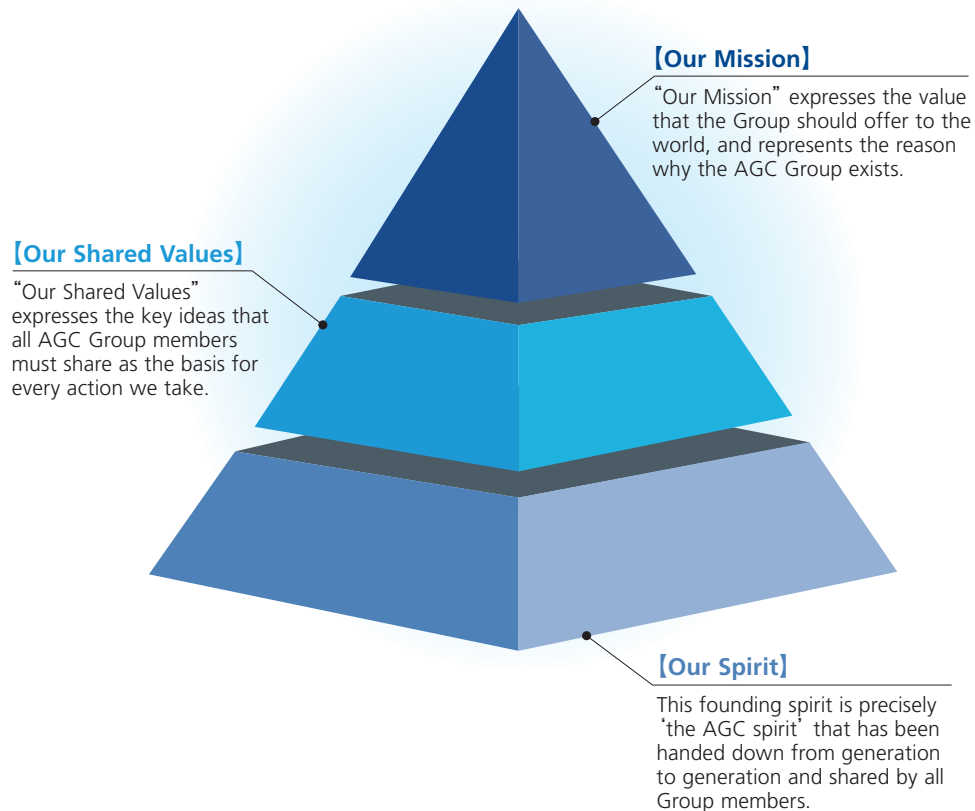 【Our Mission】
“Our Mission” expresses the value
that the Group should offer to the
world, and represents the reason
why the AGC Group exists.
【Our Shared Values】
“Our Shared Values”
expresses the key ideas that
all AGC Group members
must share as the basis for
every action we take.
【Our Spirit】
This founding spirit is precisely
‘the AGC spirit’ that has been
handed down from generation
to generation and shared by all
Group members.